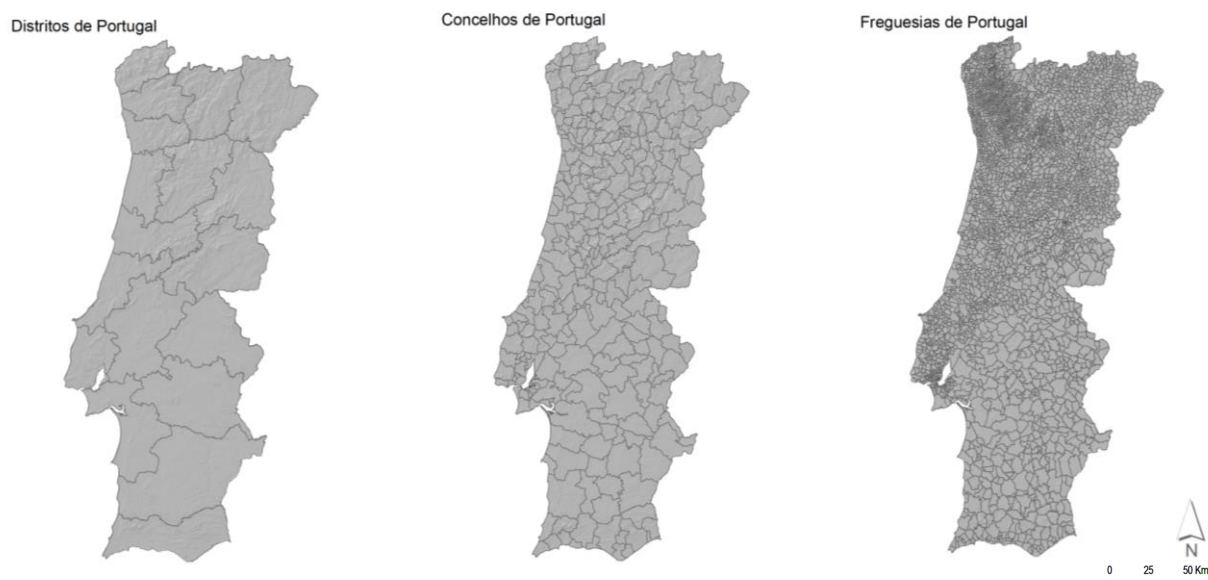 Distritos de Portugal
Concelhos de Portugal
Freguesias de Portugal
N
0 25 50 Km